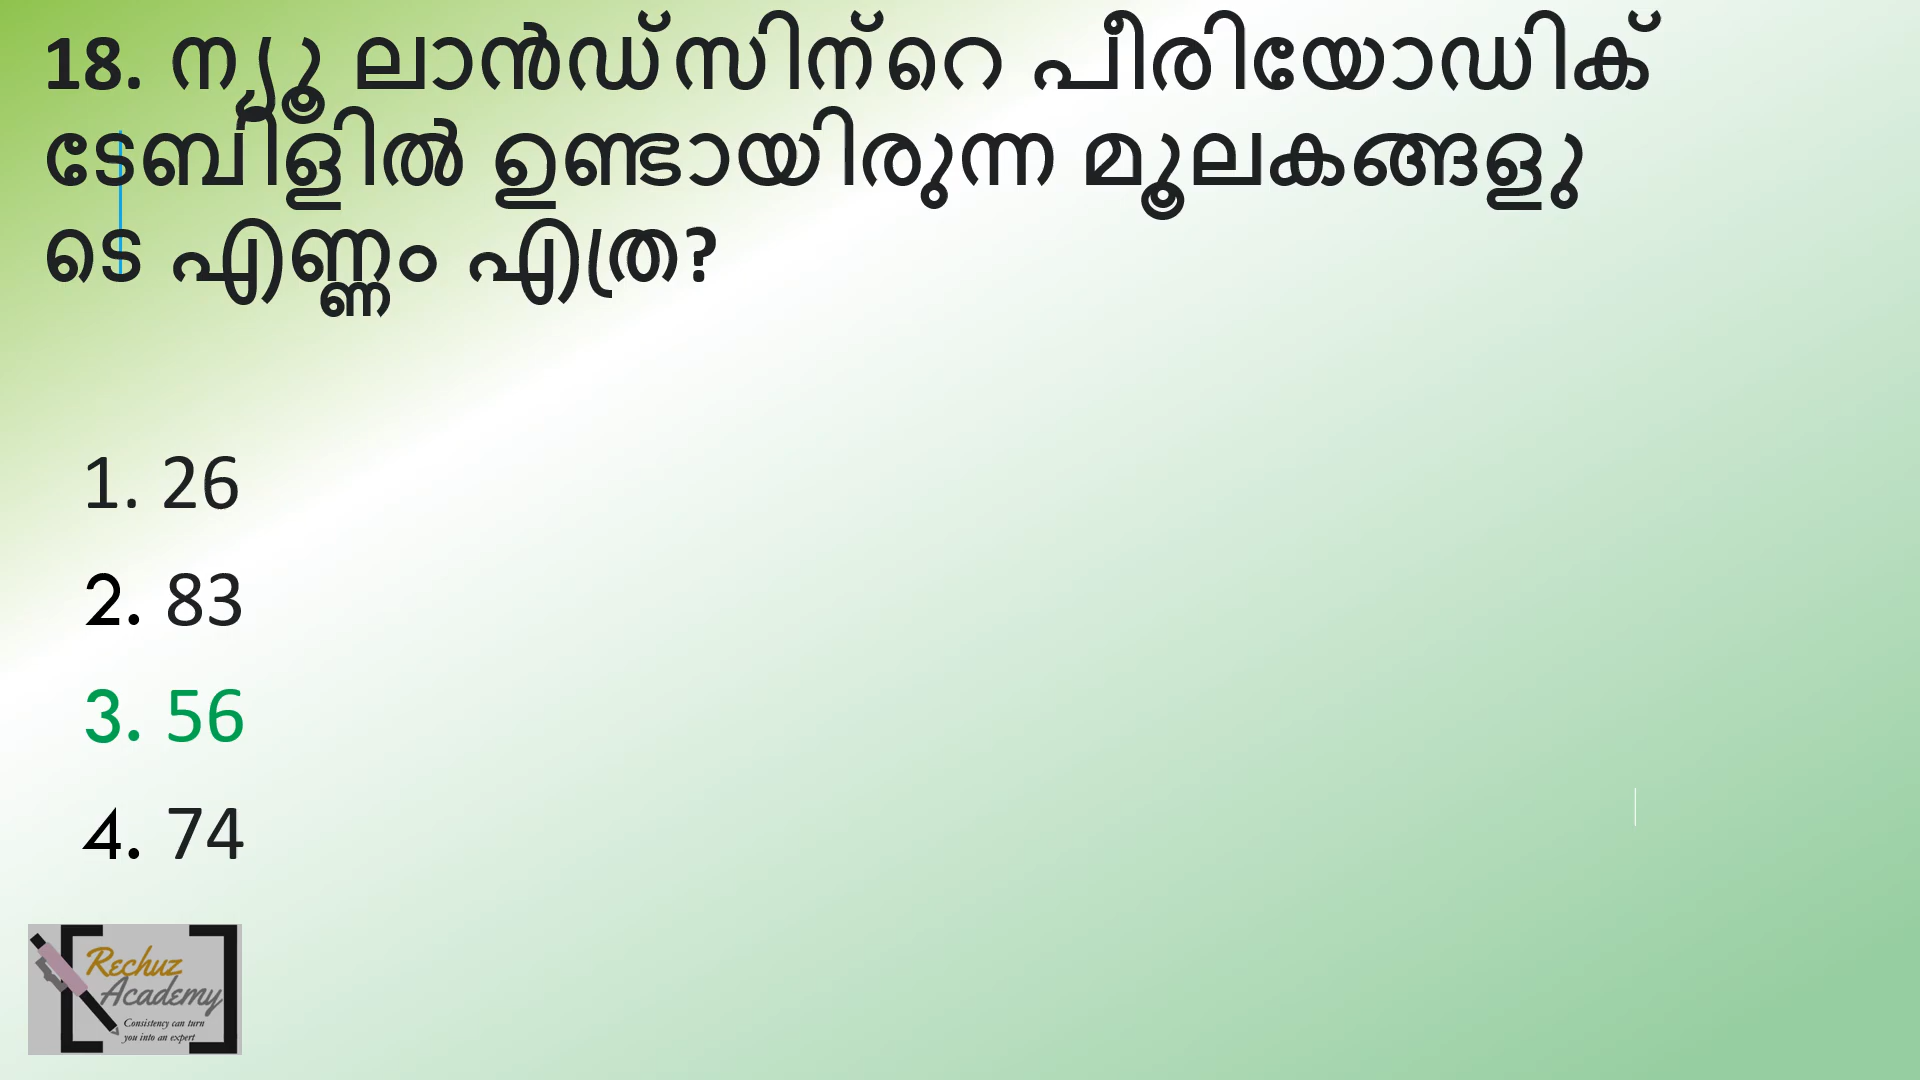 18. ന്യൂ ലാൻഡ്സിന്റെ പീരിയോഡിക്
ടേബിളിൽ ഉണ്ടായിരുന്ന മൂലകങ്ങളു
ടെ എണ്ണം എത്ര?
1. 26
2. 83
3. 56
4. 74
Rechuz
Academy
Consistency can turn
you into an expert